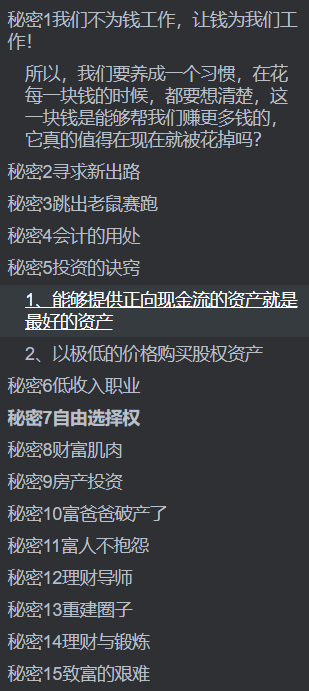 秘密1我们不为钱工作，让钱为我们工
作！
所以，我们要养成一个习惯，在花
每一块钱的时候，都要想清楚，这
一块钱是能够帮我们赚更多钱的，
它真的值得在现在就被花掉吗？
秘密2寻求新出路
秘密3跳出老鼠赛跑
秘密4会计的用处
秘密5投资的诀窍
1、能够提供正向现金流的资产就是
最好的资产
2、以极低的价格购买股权资产
秘密6低收入职业
秘密7自由选择权
秘密8财富肌肉
秘密9房产投资
秘密10富爸爸破产了
秘密11富人不抱怨
秘密12理财导师
秘密13重建圈子
秘密14理财与锻炼
秘密15致富的艰难